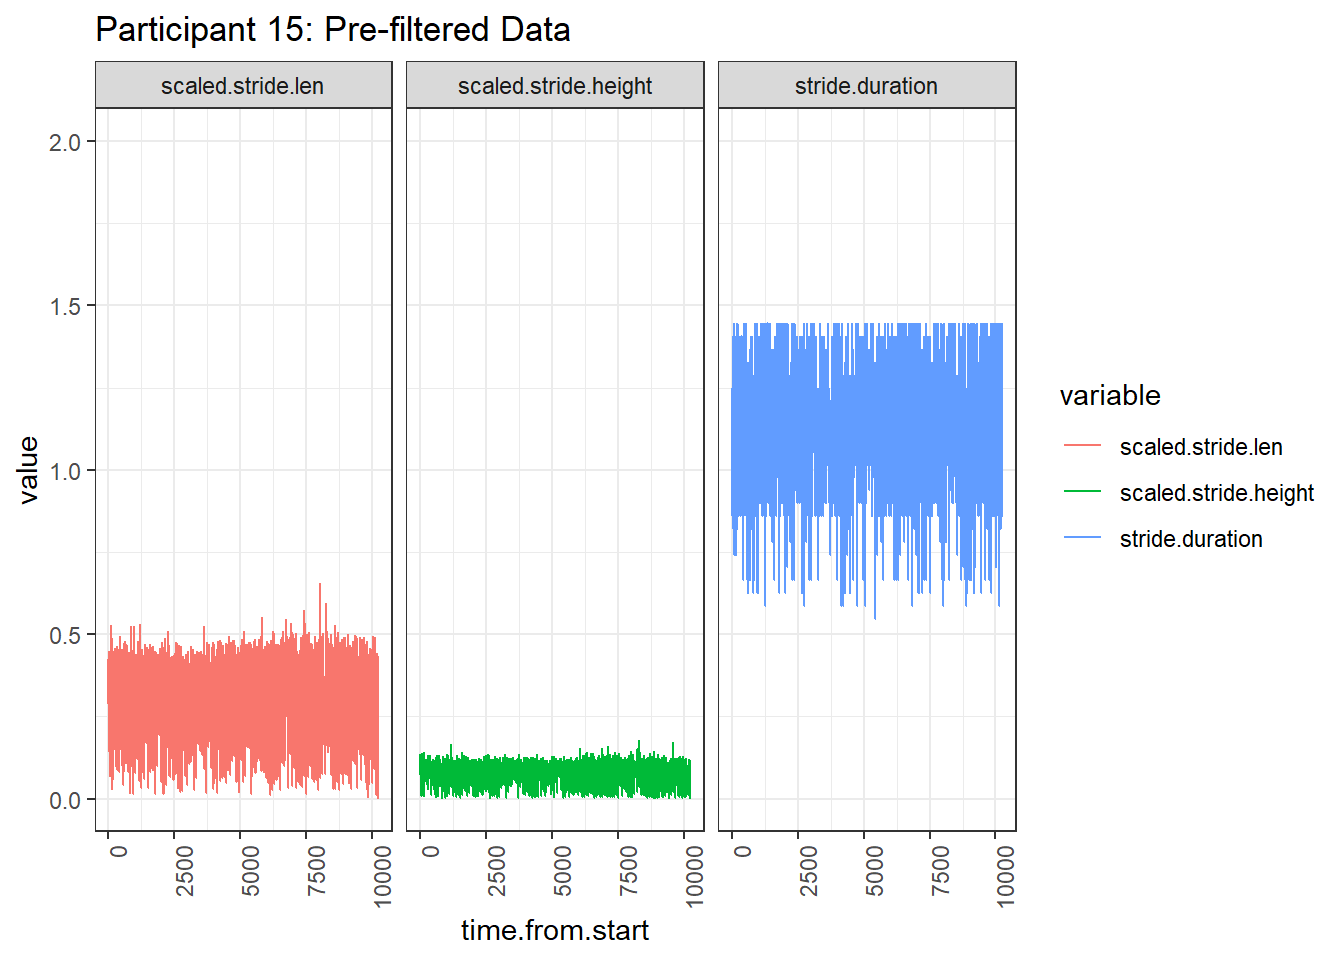 Participant 15: Pre-filtered Data
scaled.stride.len scaled.stride.height stride.duration
2.0
1.5
1.0
0.5
0.0
value
0 2500 5000 7500 10000 0 2500 5000 7500 10000 0 2500 5000 7500 10000
time.from.start
variable
scaled.stride.len
scaled.stride.height
stride.duration